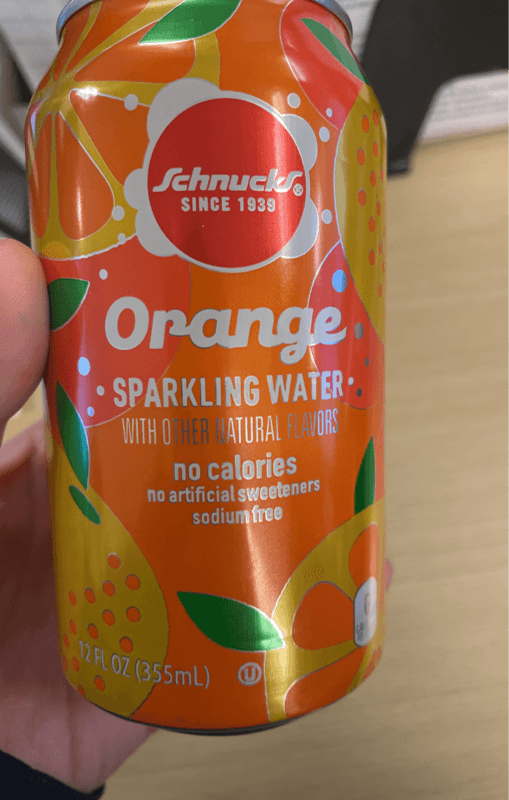 Schnucks®
SINCE 1939
Orange
• SPARKLING WATER •
WITH OTHER NATURAL FLAVORS
no calories
no artificial sweeteners
sodium free
12 FL OZ (355mL)
U